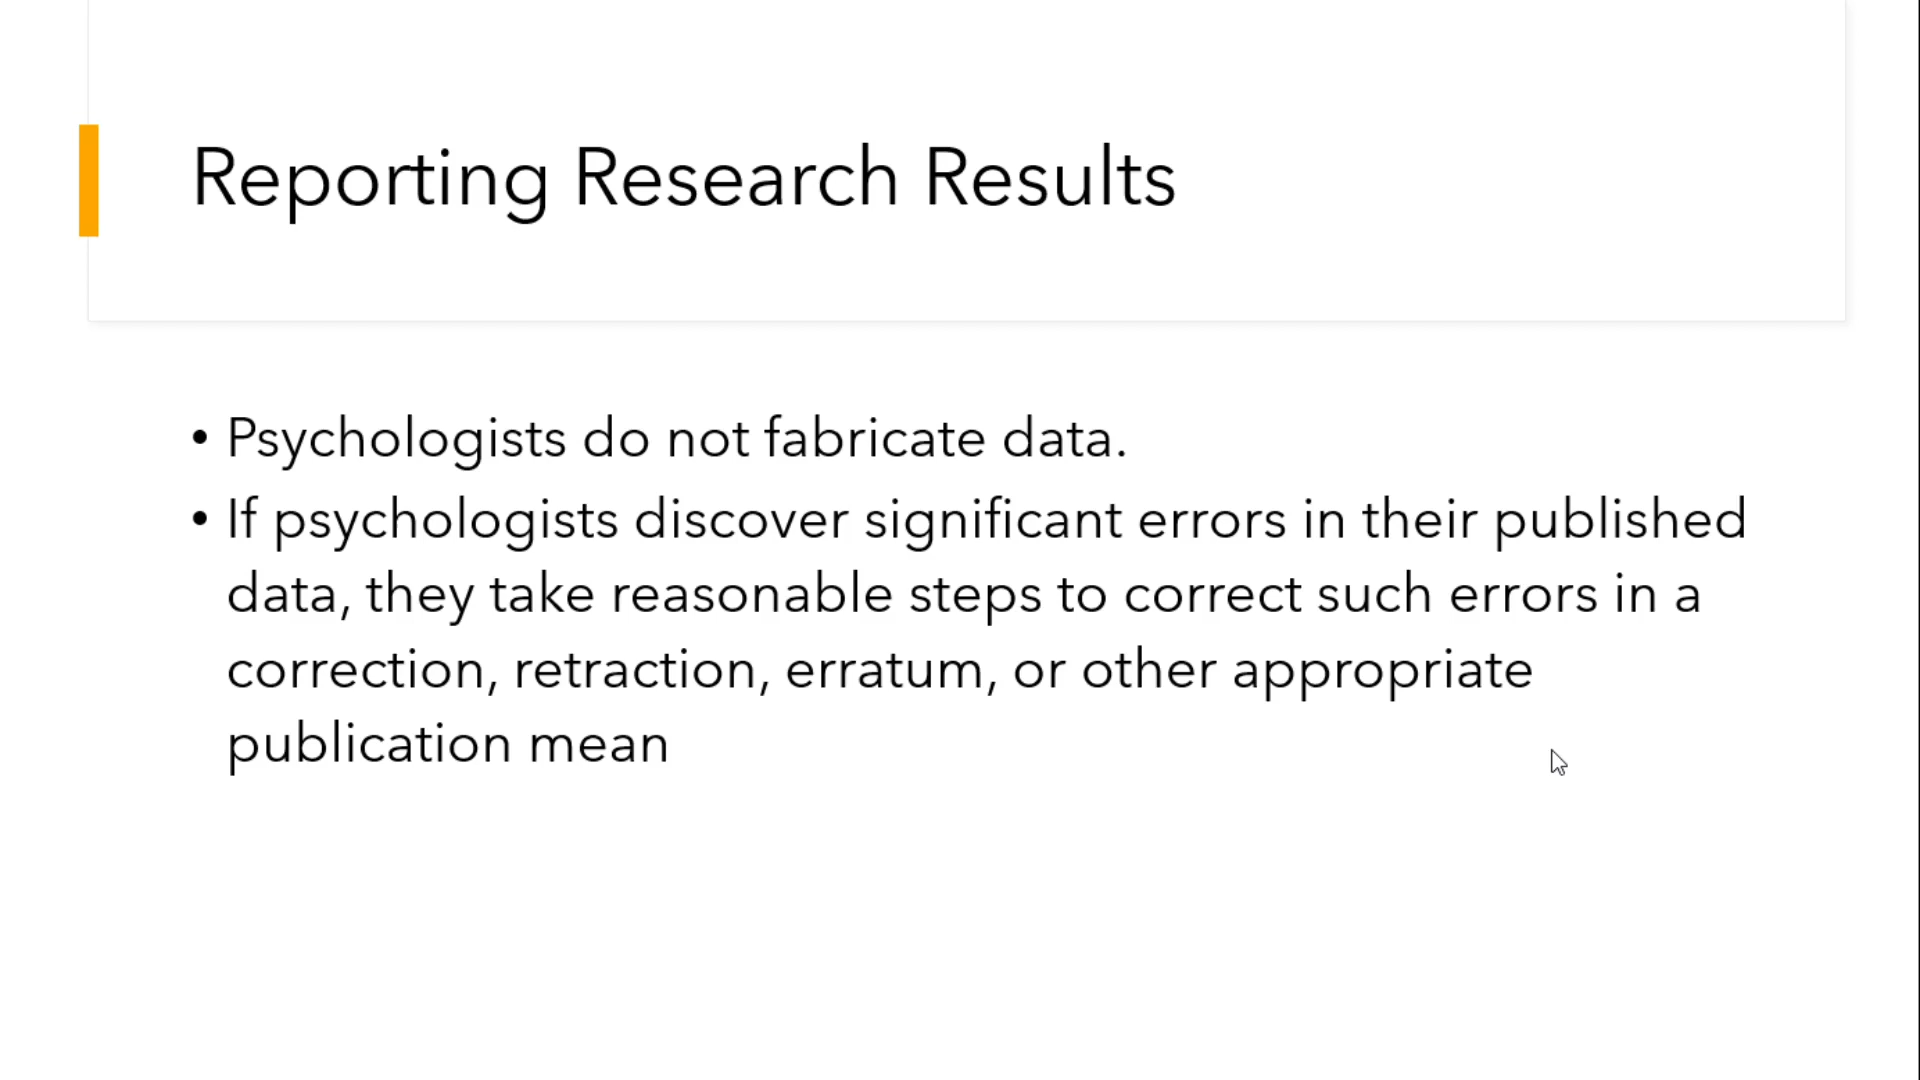 Reporting Research Results
• Psychologists do not fabricate data.
• If psychologists discover significant errors in their published
data, they take reasonable steps to correct such errors in a
correction, retraction, erratum, or other appropriate
publication mean